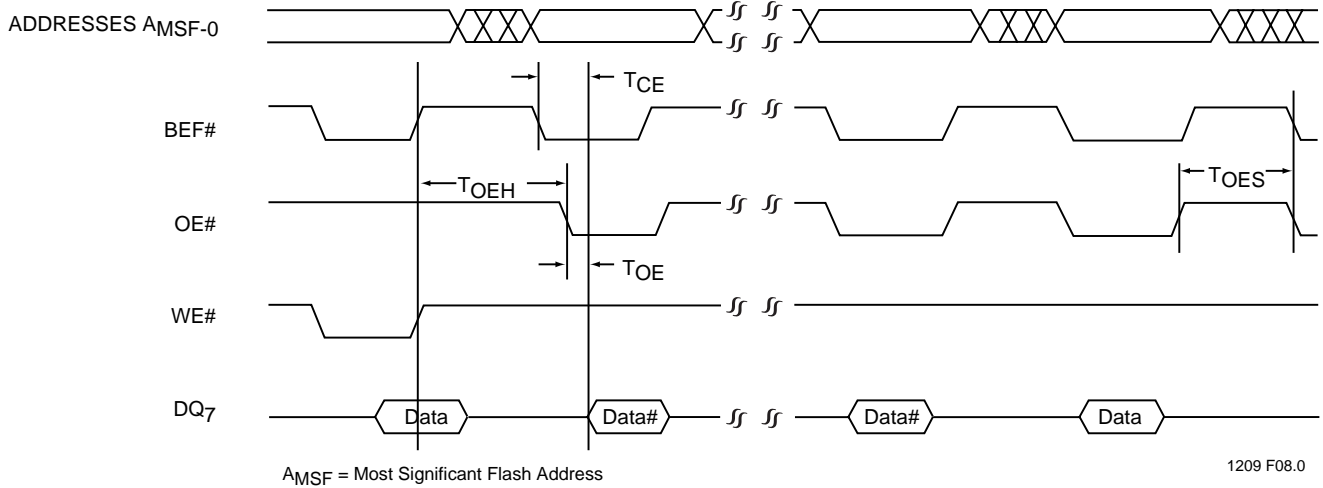 ADDRESSES AMSF-0
TCE
BEF#
TOEH
TOES
OE#
TOE
WE#
DQ7
Data
Data#
Data#
Data
AMSF = Most Significant Flash Address
1209 F08.0